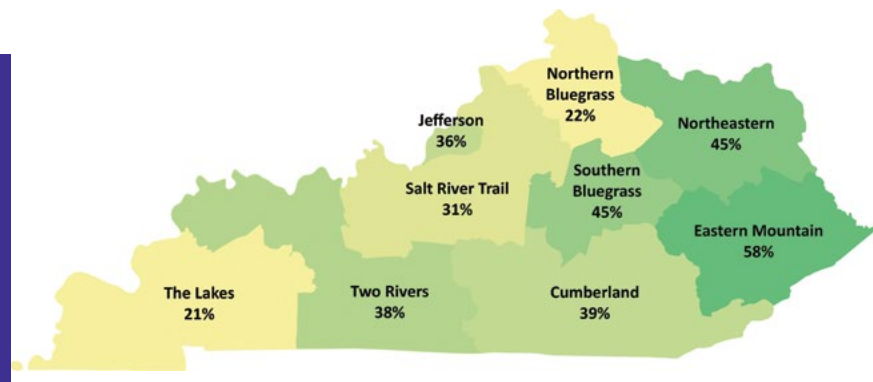 Northern
Bluegrass
22%
Northeastern
45%
Jefferson
36%
Southern
Bluegrass
45%
Salt River Trail
31%
Eastern Mountain
58%
The Lakes
21%
Two Rivers
38%
Cumberland
39%